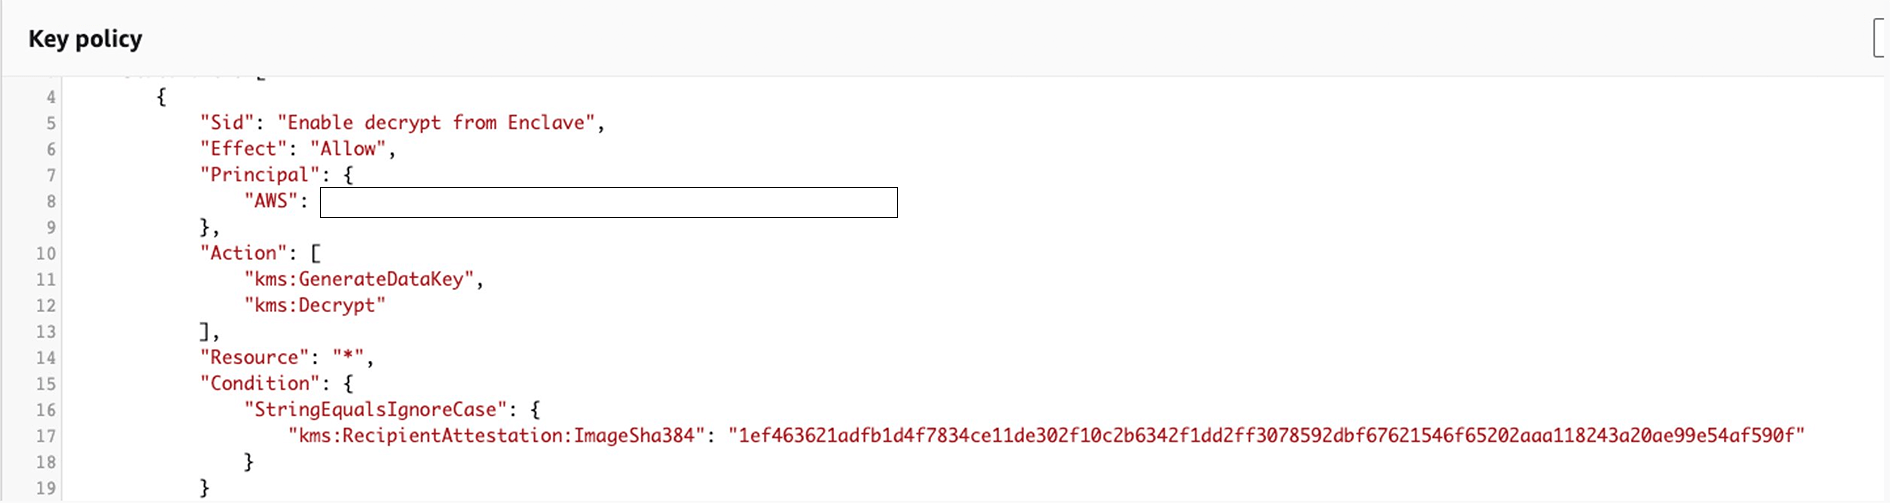 Key policy
4 {
5 "Sid": "Enable decrypt from Enclave",
6 "Effect": "Allow",
7 "Principal": {
8 "AWS":
9 },
10 "Action": [
11 "kms:GenerateDataKey",
12 "kms:Decrypt"
13 ],
14 "Resource": "*",
15 "Condition": {
16 "StringEqualsIgnoreCase": {
17 "kms:RecipientAttestation:ImageSha384": "1ef463621adfb1d4f7834ce11de302f10c2b6342f1dd2ff3078592dbf67621546f65202aaa118243a20ae99e54af590f"
18 }
19 }